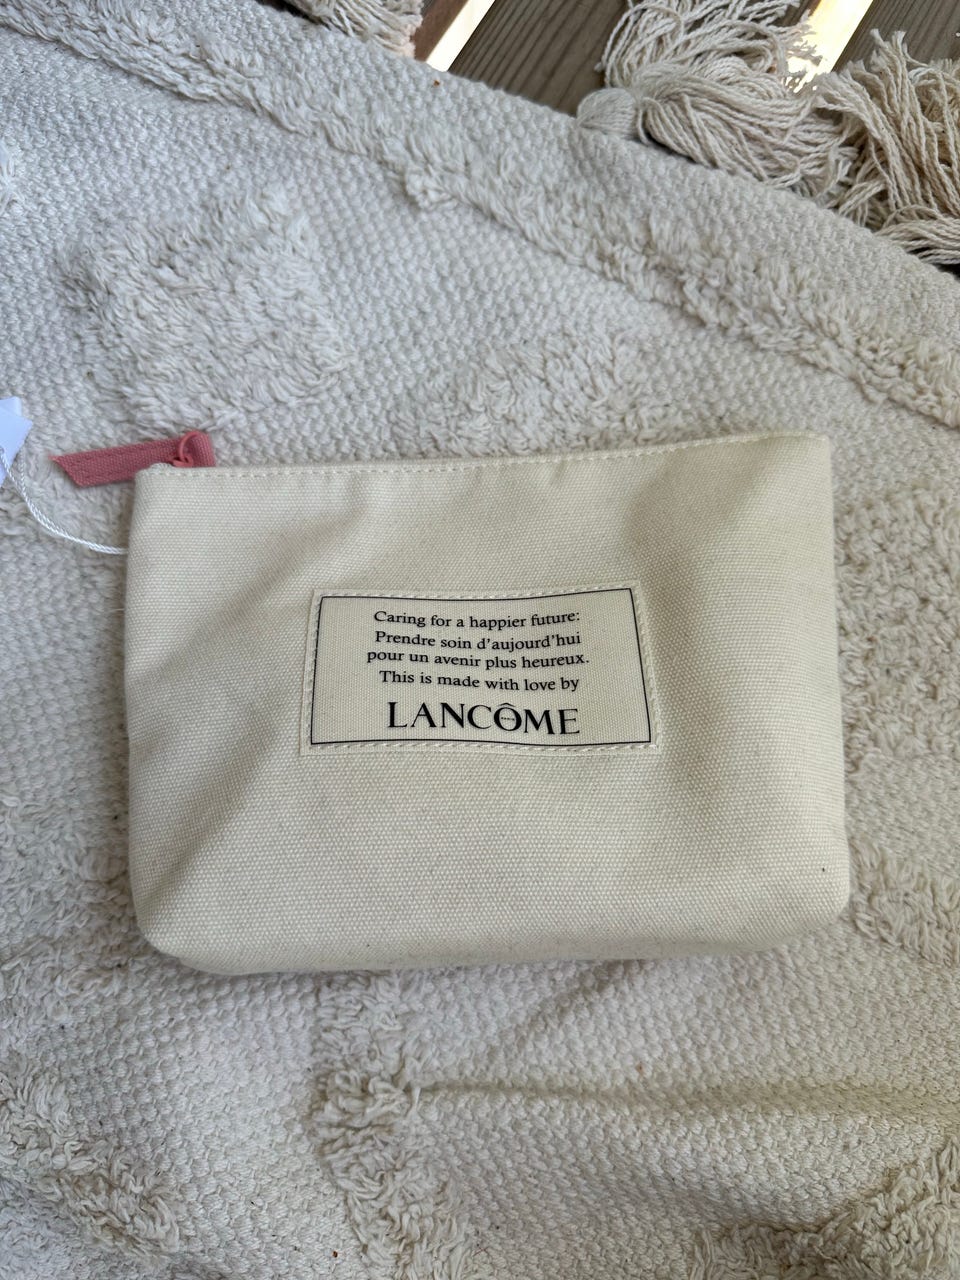 Caring for a happier future:
Prendre soin d'aujourd'hui
pour un avenir plus heureux.
This is made with love by
LANCÔME